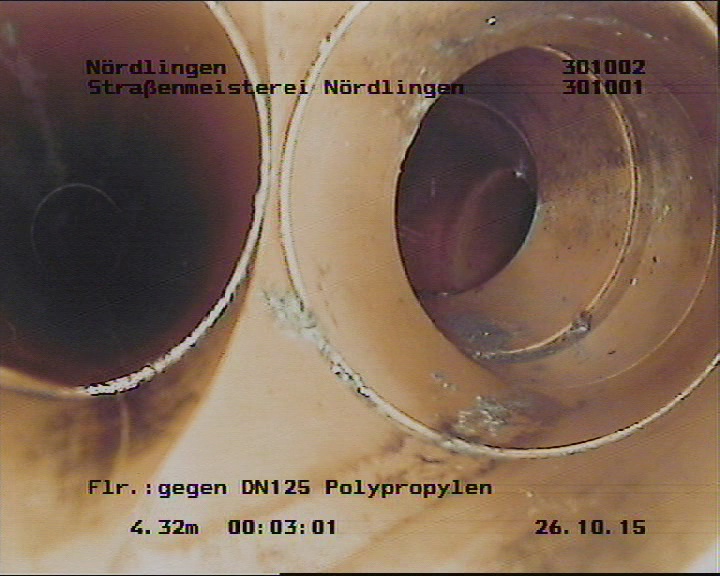 Nördlingen 301002
Straßenmeisterei Nördlingen 301001
Flr.:gegen DN125 Polypropylen
4.32m 00:03:01 26.10.15